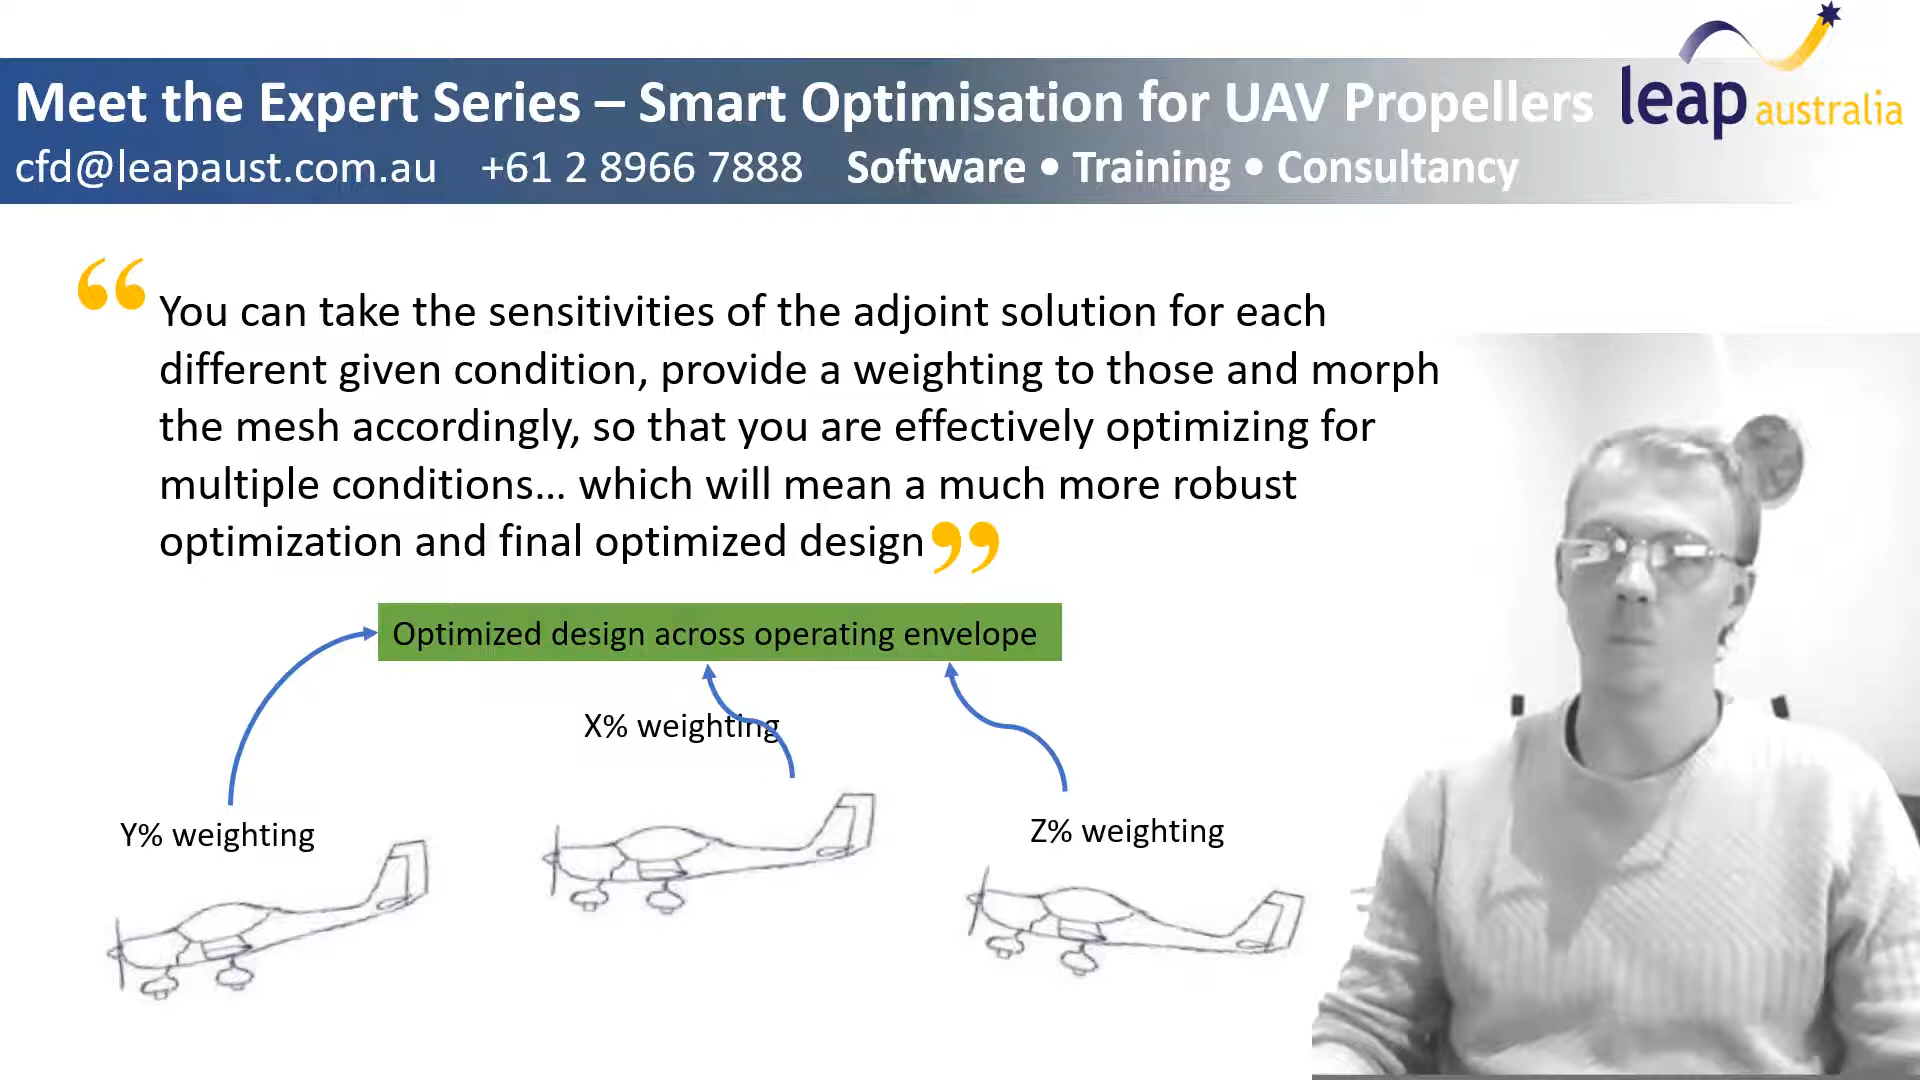 Meet the Expert Series – Smart Optimisation for UAV Propellers
leap australia
cfd@leapaust.com.au +61 2 8966 7888 Software • Training • Consultancy
“You can take the sensitivities of the adjoint solution for each
different given condition, provide a weighting to those and morph
the mesh accordingly, so that you are effectively optimizing for
multiple conditions... which will mean a much more robust
optimization and final optimized design”
Optimized design across operating envelope
X% weighting
Y% weighting
Z% weighting